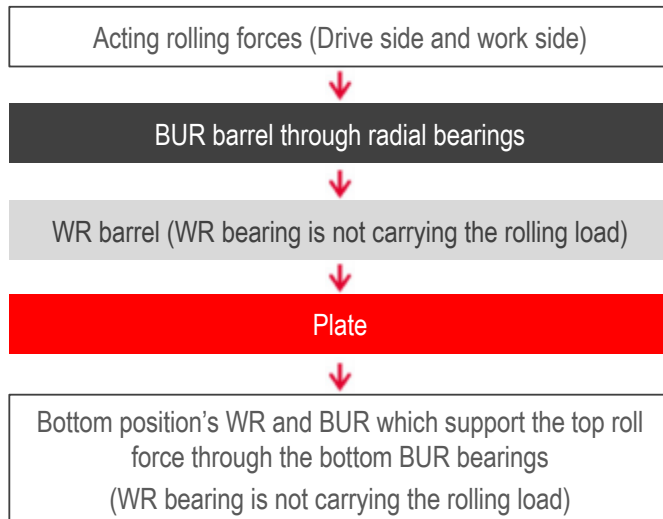 Acting rolling forces (Drive side and work side)
BUR barrel through radial bearings
WR barrel (WR bearing is not carrying the rolling load)
Plate
Bottom position’s WR and BUR which support the top roll
force through the bottom BUR bearings
(WR bearing is not carrying the rolling load)